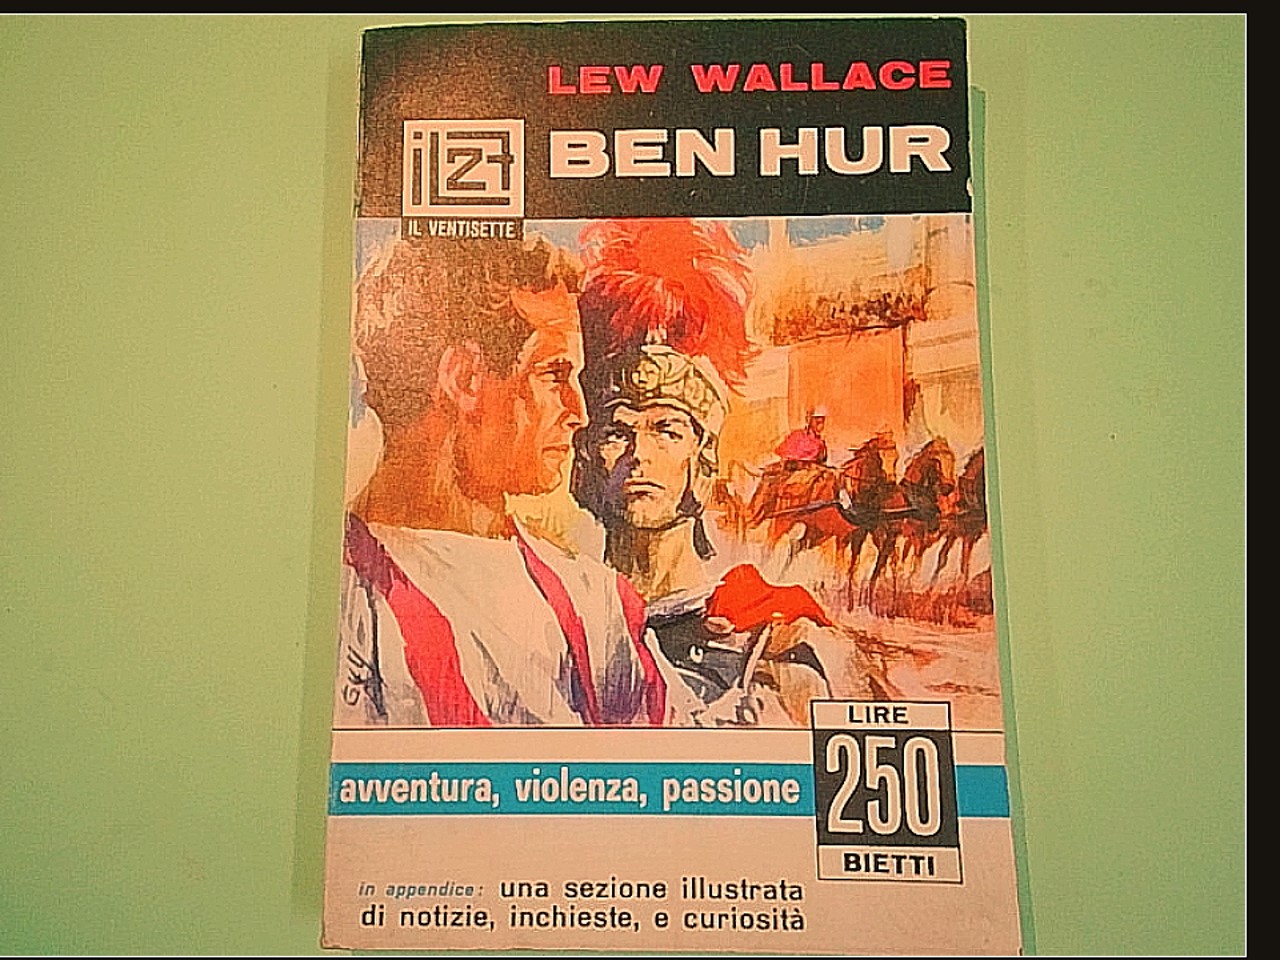 LEW WALLACE
BEN HUR
il27
IL VENTISETTE
LIRE
250
BIETTI
avventura, violenza, passione
in appendice: una sezione illustrata
di notizie, inchieste, e curiosità